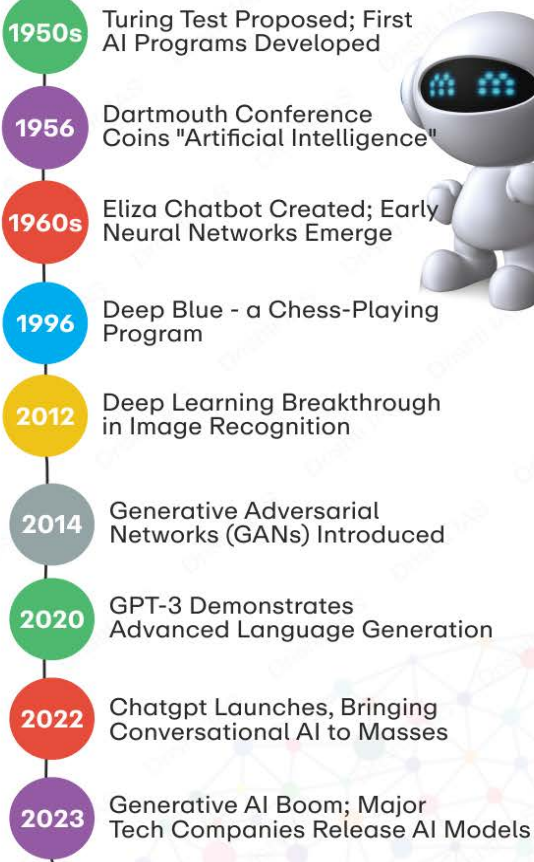 1950s
Turing Test Proposed; First
AI Programs Developed
1956
Dartmouth Conference
Coins "Artificial Intelligence"
1960s
Eliza Chatbot Created; Early
Neural Networks Emerge
1996
Deep Blue - a Chess-Playing
Program
2012
Deep Learning Breakthrough
in Image Recognition
2014
Generative Adversarial
Networks (GANs) Introduced
2020
GPT-3 Demonstrates
Advanced Language Generation
2022
Chatgpt Launches, Bringing
Conversational AI to Masses
2023
Generative AI Boom; Major
Tech Companies Release AI Models